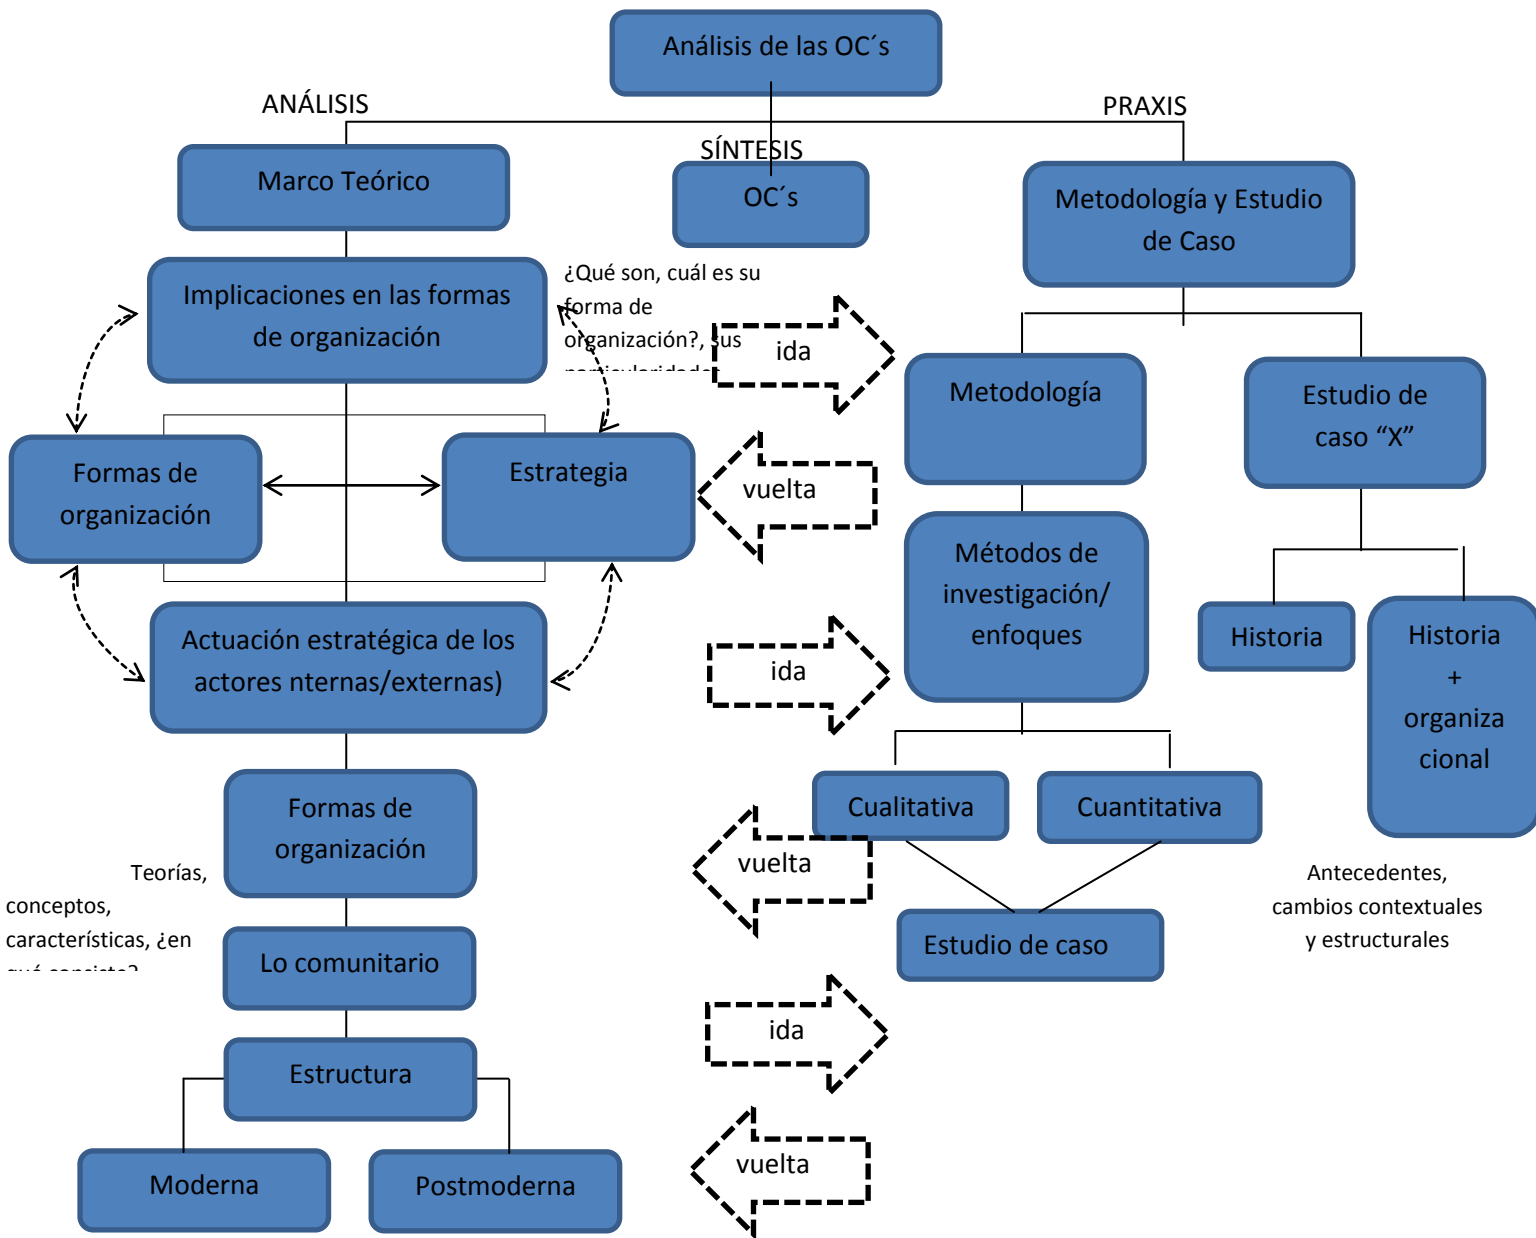 Análisis de las OC´s
ANÁLISIS
PRAXIS
SÍNTESIS
Marco Teórico
OC´s
Metodología y Estudio
de Caso
Implicaciones en las formas
de organización
¿Qué son, cuál es su
forma de
organización?, sus
ida
Metodología
Estudio de
caso “X”
Formas de
organización
Estrategia
vuelta
Métodos de
investigación/
enfoques
Actuación estratégica de los
actores nternas/externas)
ida
Historia
Historia
+
organiza
cional
Formas de
organización
Cualitativa
Cuantitativa
vuelta
Teorías,
conceptos,
características, ¿en
Antecedentes,
cambios contextuales
y estructurales
Lo comunitario
Estudio de caso
ida
Estructura
Moderna
Postmoderna
vuelta